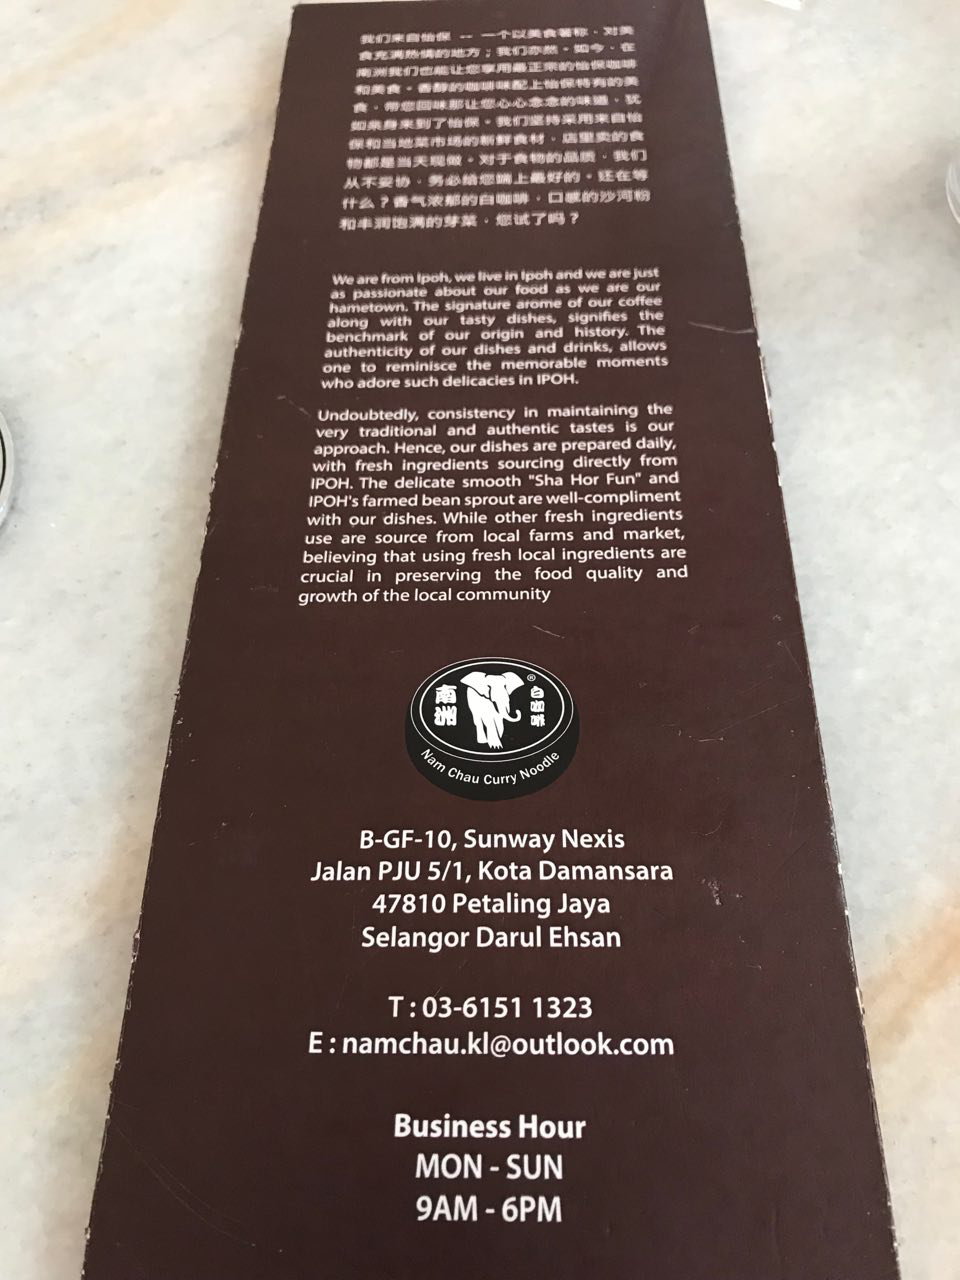 我们来自怡保 -- 一个以美食著称，对美
食充满热情的地方；我们亦然。如今，在
南洲我们也能让您享用最正宗的怡保咖啡
和美食。香醇的咖啡味配上怡保特有的美
食，带您回味那让您心心念念的味道，犹
如亲身来到了怡保。我们坚持采用来自怡
保和当地菜市场的新鲜食材，店里卖的食
物都是当天现做。对于食物的品质，我们
从不妥协，务必给您端上最好的。还在等
什么？香气浓郁的白咖啡，口感的沙河粉
和丰润饱满的芽菜，您试了吗？
We are from Ipoh, we live in Ipoh and we are just
as passionate about our food as we are our
hametown. The signature arome of our coffee
along with our tasty dishes, signifies the
benchmark of our origin and history. The
authenticity of our dishes and drinks, allows
one to reminisce the memorable moments
who adore such delicacies in IPOH.
Undoubtedly, consistency in maintaining the
very traditional and authentic tastes is our
approach. Hence, our dishes are prepared daily,
with fresh ingredients sourcing directly from
IPOH. The delicate smooth "Sha Hor Fun" and
IPOH's farmed bean sprout are well-compliment
with our dishes. While other fresh ingredients
use are source from local farms and market,
believing that using fresh local ingredients are
crucial in preserving the food quality and
growth of the local community
南洲 白咖啡 ®
Nam Chau Curry Noodle
B-GF-10, Sunway Nexis
Jalan PJU 5/1, Kota Damansara
47810 Petaling Jaya
Selangor Darul Ehsan
T : 03-6151 1323
E : namchau.kl@outlook.com
Business Hour
MON - SUN
9AM - 6PM